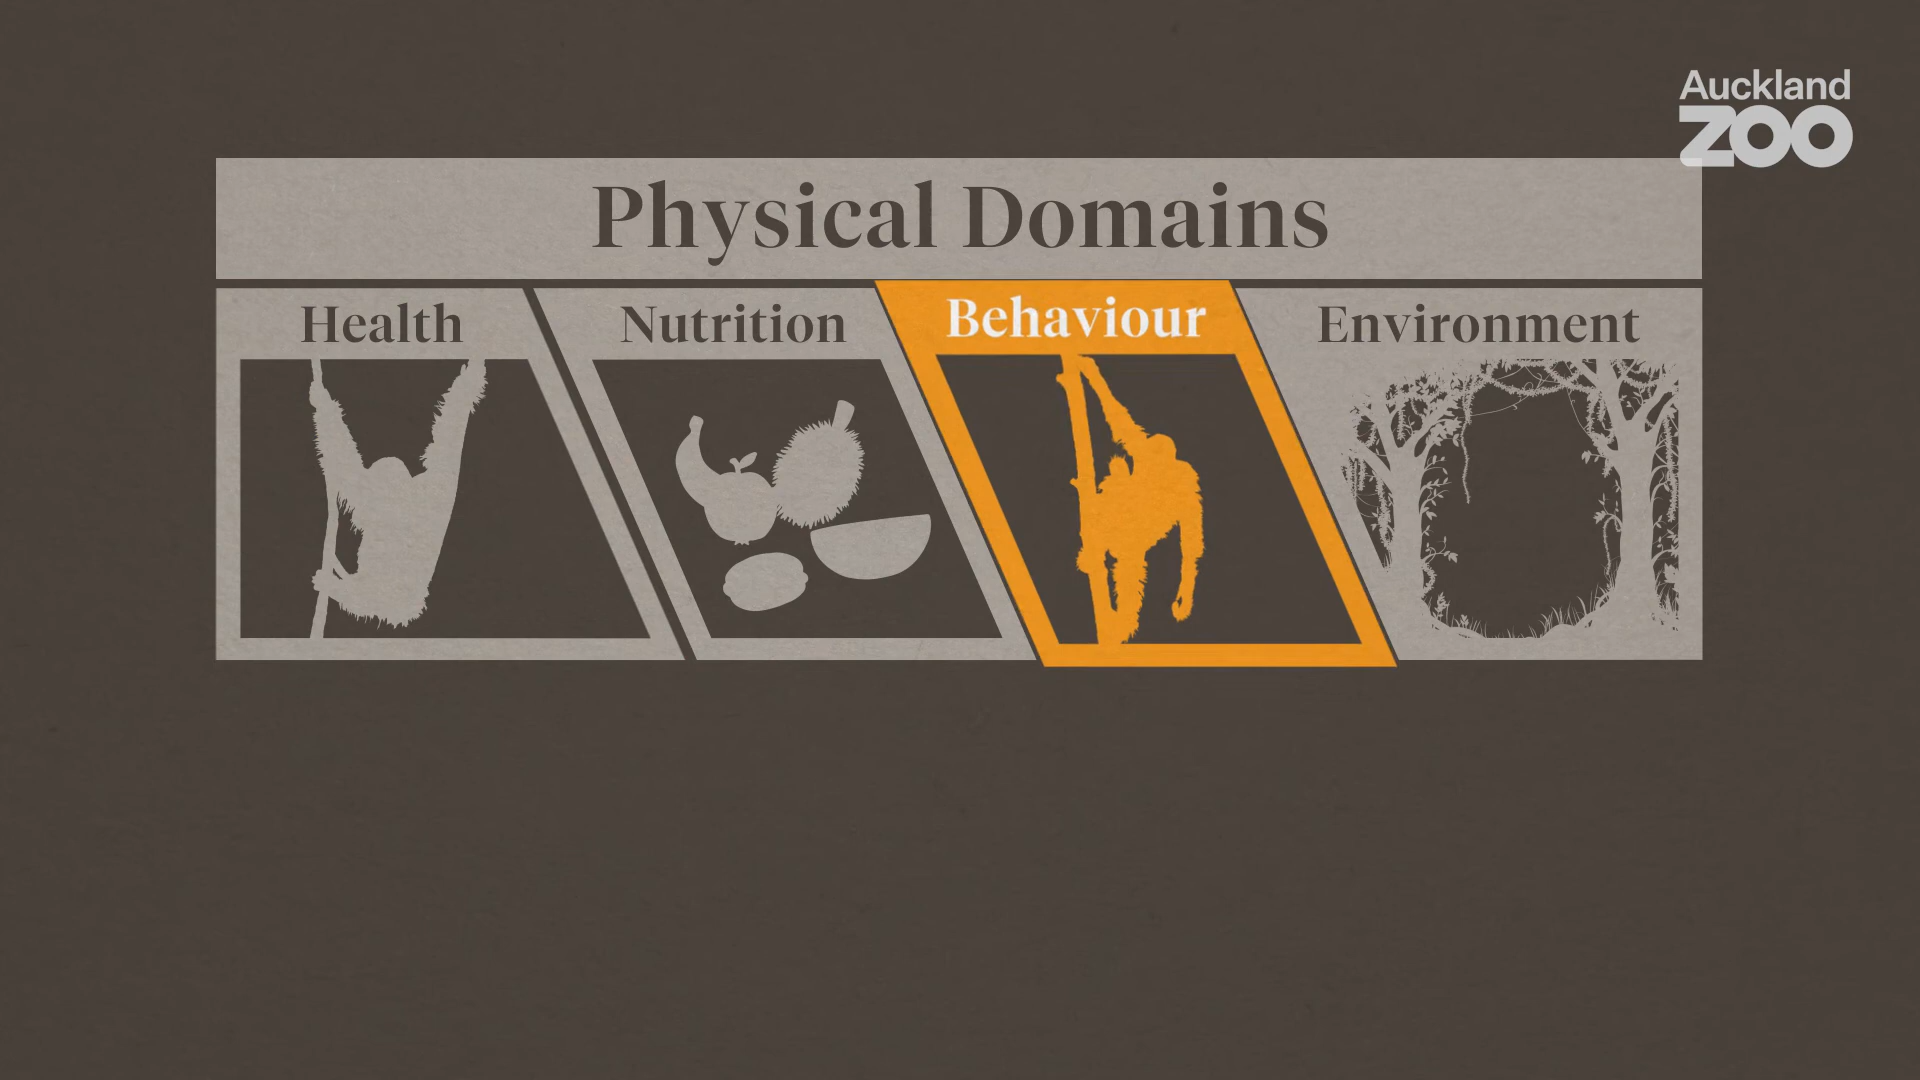 Auckland
ZOO
Physical Domains
Health
Nutrition
Behaviour
Environment